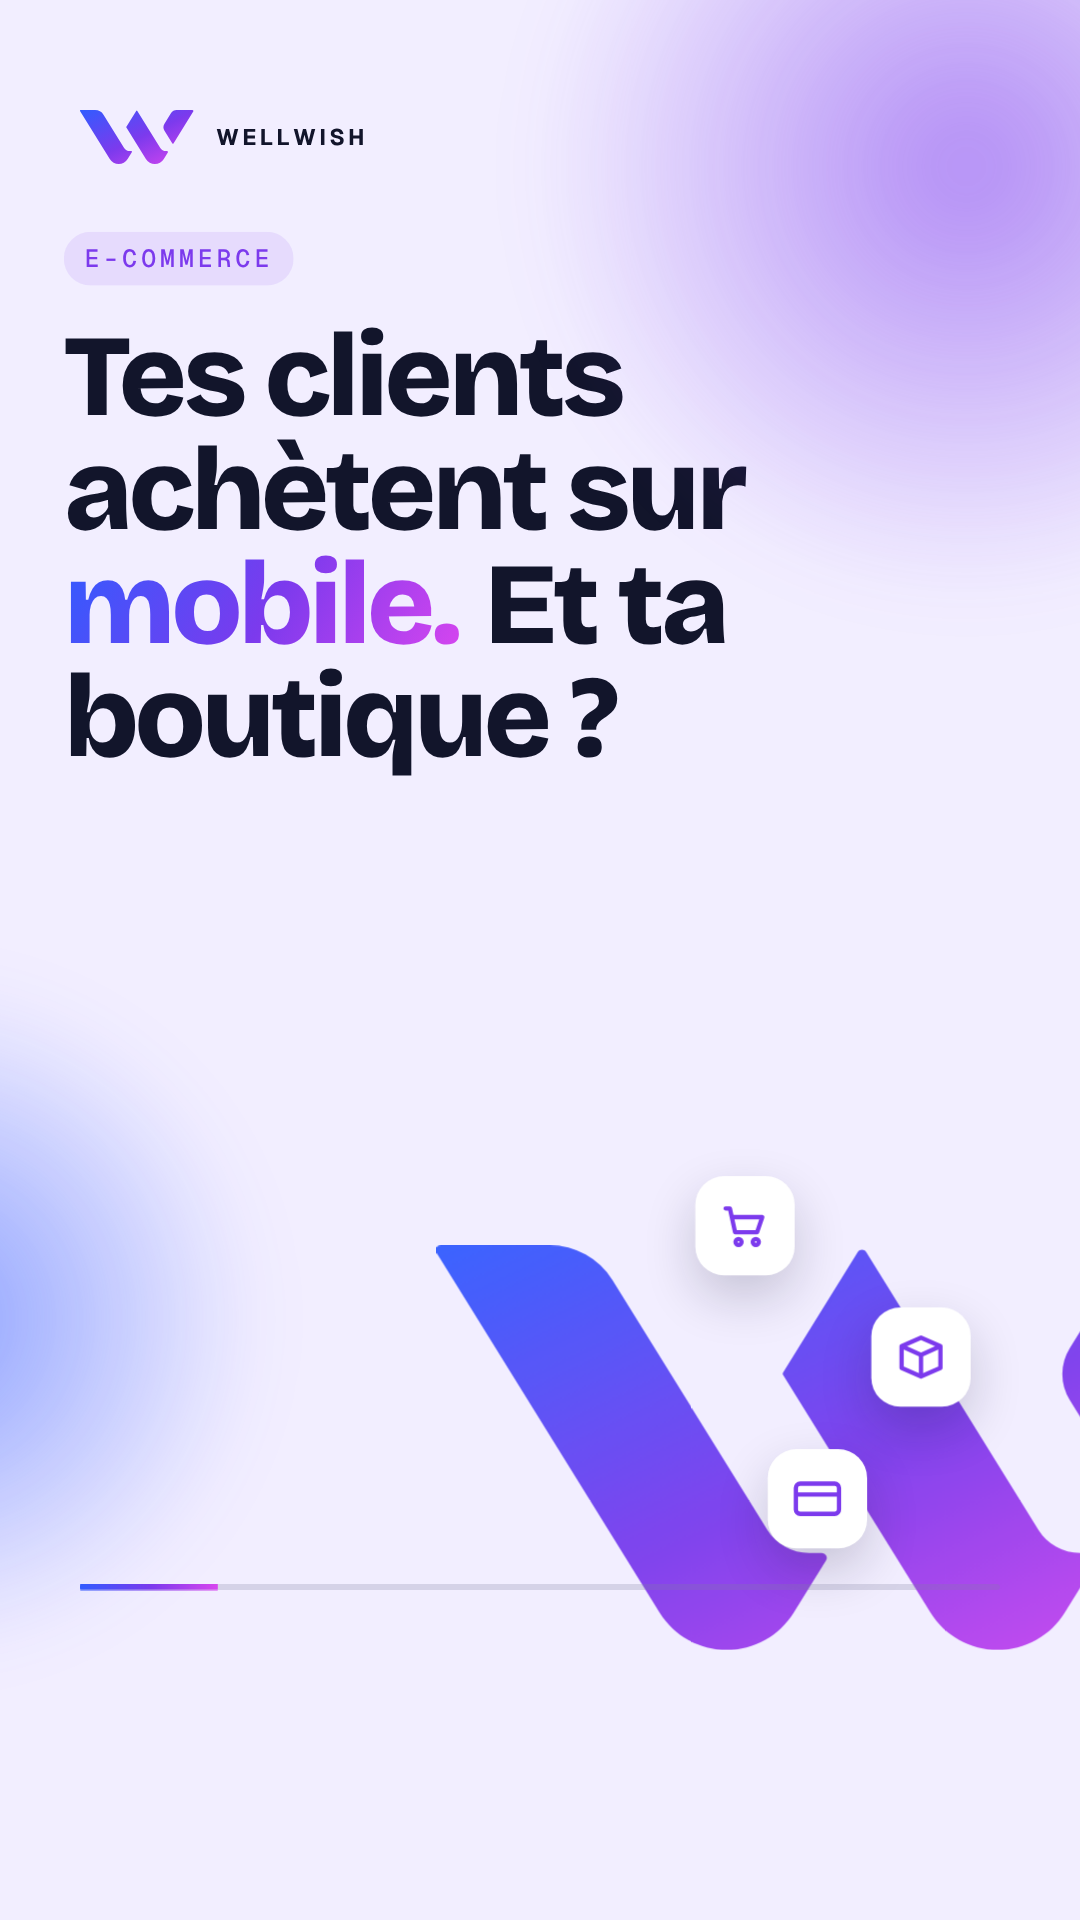 WELLWISH
E-COMMERCE
Tes clients
achètent sur
mobile. Et ta
boutique ?